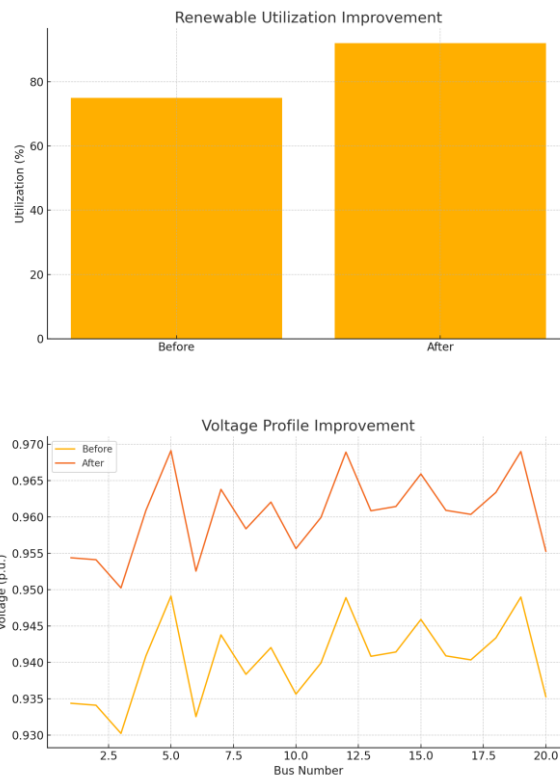 Renewable Utilization Improvement
80
60
40
20
0
Utilization (%)
Before
After
Voltage Profile Improvement
Before
After
0.970
0.965
0.960
0.955
0.950
0.945
0.940
0.935
0.930
Voltage (p.u.)
2.5
5.0
7.5
10.0
12.5
15.0
17.5
20.0
Bus Number